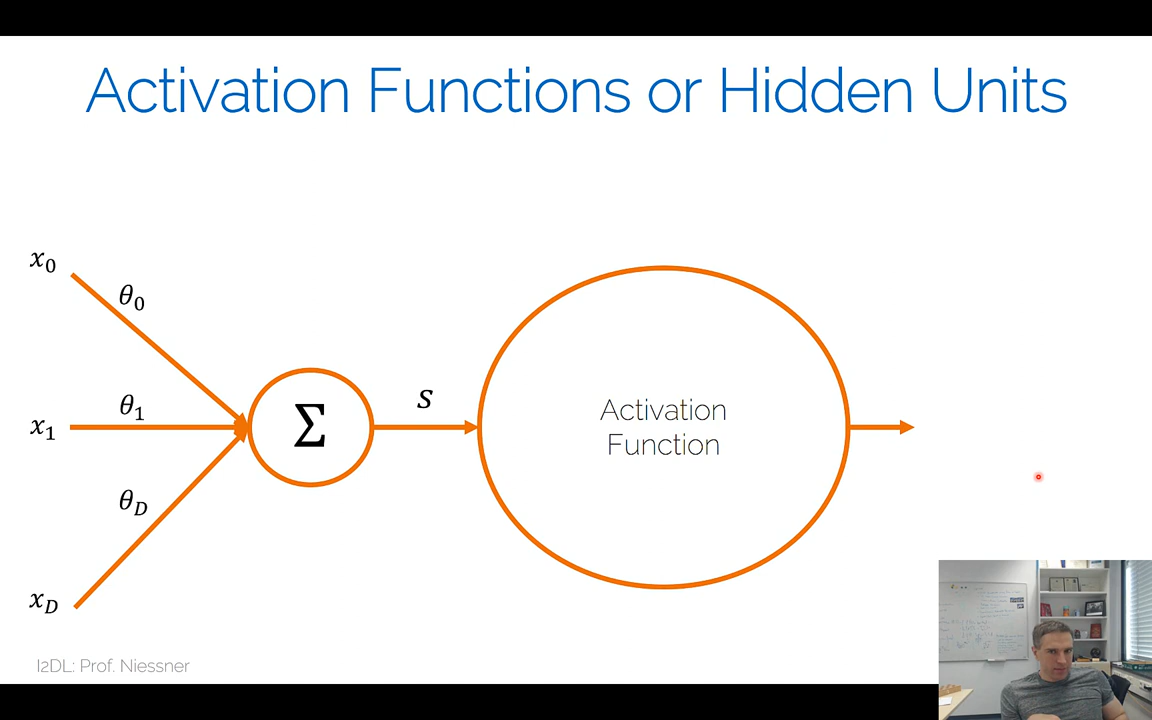 Activation Functions or Hidden Units
x₀
θ₀
θ₁
x₁
Σ
s
Activation
Function
θ_D
x_D
I2DL: Prof. Niessner